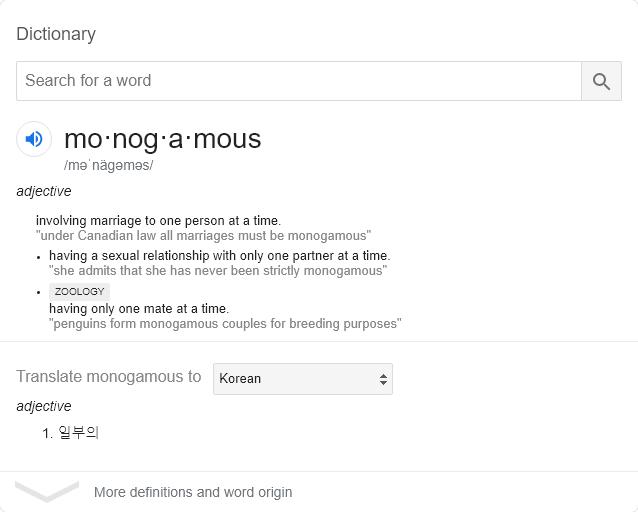 Dictionary
Search for a word
mo·nog·a·mous
/məˈnäɡəməs/
adjective
involving marriage to one person at a time.
"under Canadian law all marriages must be monogamous"
• having a sexual relationship with only one partner at a time.
"she admits that she has never been strictly monogamous"
• ZOOLOGY
having only one mate at a time.
"penguins form monogamous couples for breeding purposes"
Translate monogamous to Korean
adjective
1. 일부의
More definitions and word origin